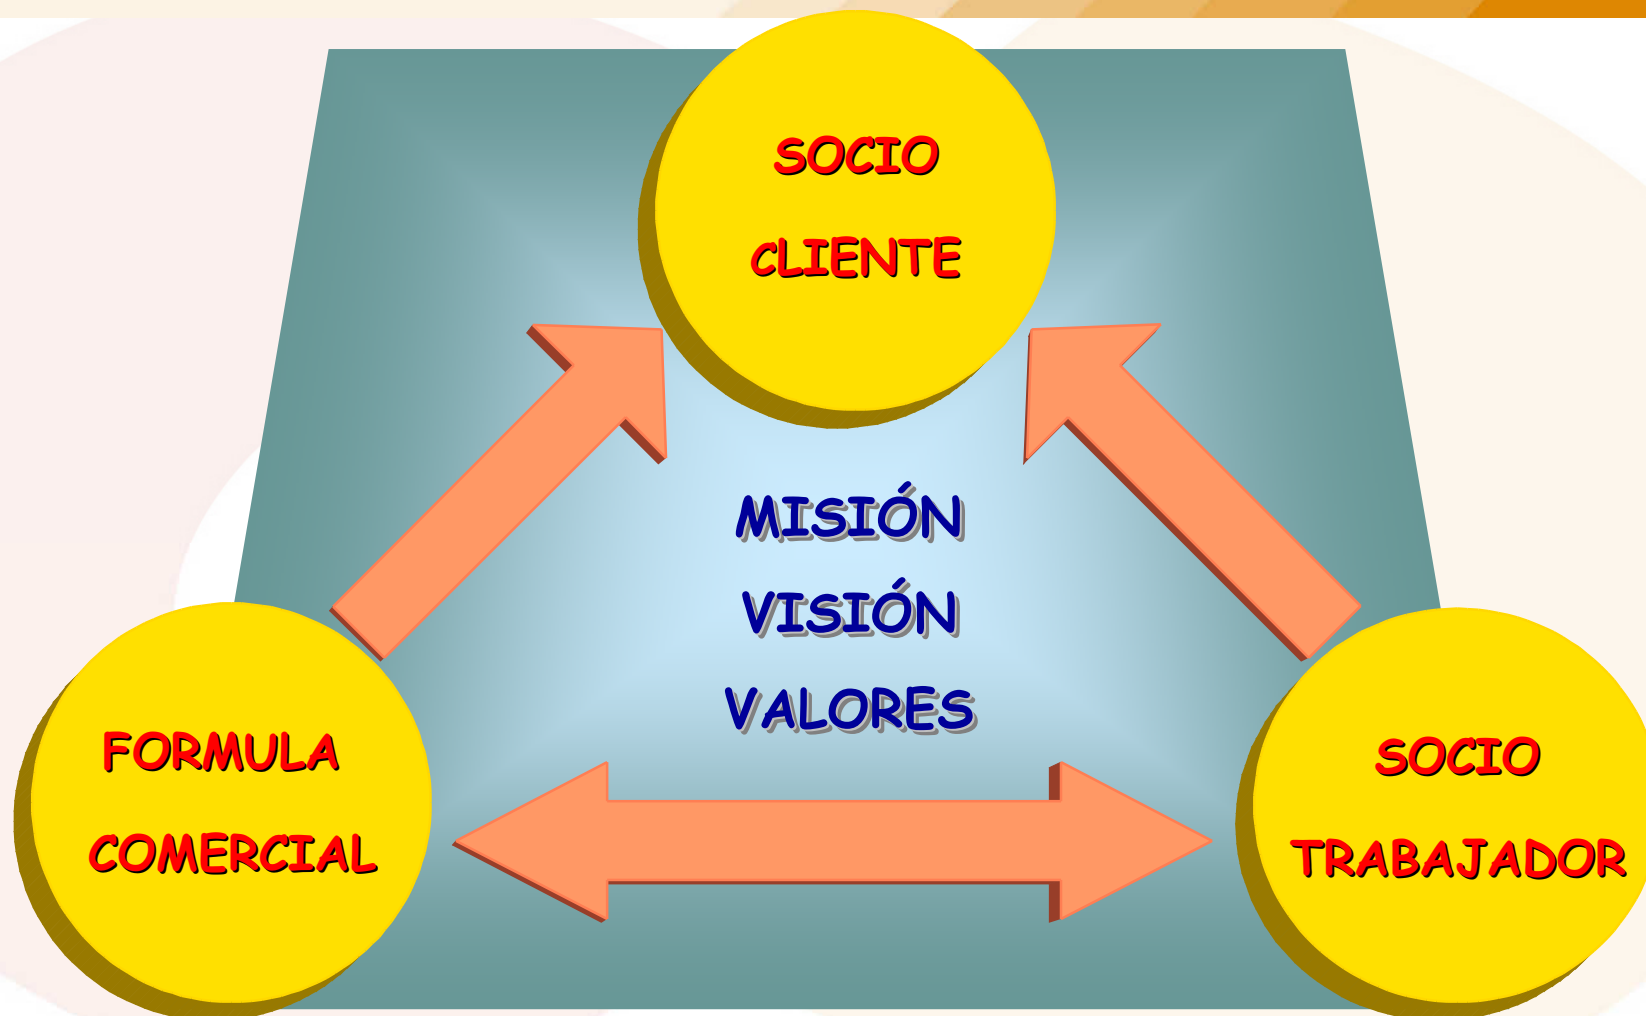 SOCIO
CLIENTE
MISIÓN
VISIÓN
VALORES
FORMULA
COMERCIAL
SOCIO
TRABAJADOR